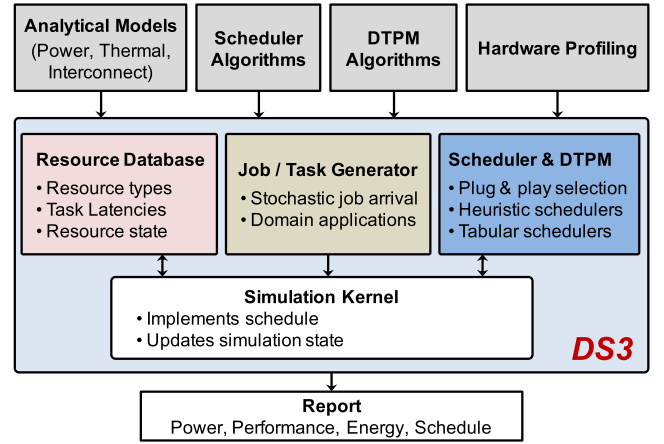 Analytical Models
(Power, Thermal,
Interconnect)
Scheduler
Algorithms
DTPM
Algorithms
Hardware Profiling
Resource Database
• Resource types
• Task Latencies
• Resource state
Job / Task Generator
• Stochastic job arrival
• Domain applications
Scheduler & DTPM
• Plug & play selection
• Heuristic schedulers
• Tabular schedulers
Simulation Kernel
• Implements schedule
• Updates simulation state
DS3
Report
Power, Performance, Energy, Schedule